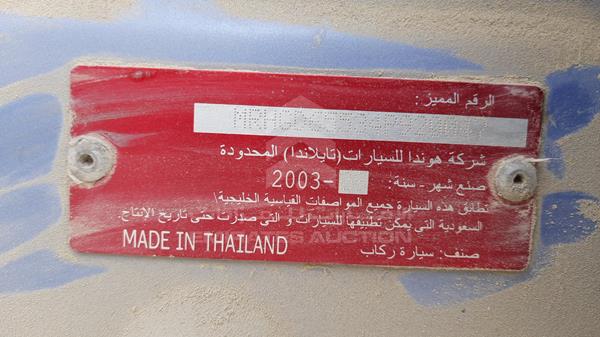 الرقم المميز:
شركة هوندا للسيارات (تايلاندا) المحدودة
صنع شهر - سنة: 2003-
تطابق هذه السيارة جميع المواصفات القياسية الخليجية\
السعودية التي يمكن تطبيقها للسيارات و التي صدرت حتى تاريخ الإنتاج.
صنف: سيارة ركاب MADE IN THAILAND